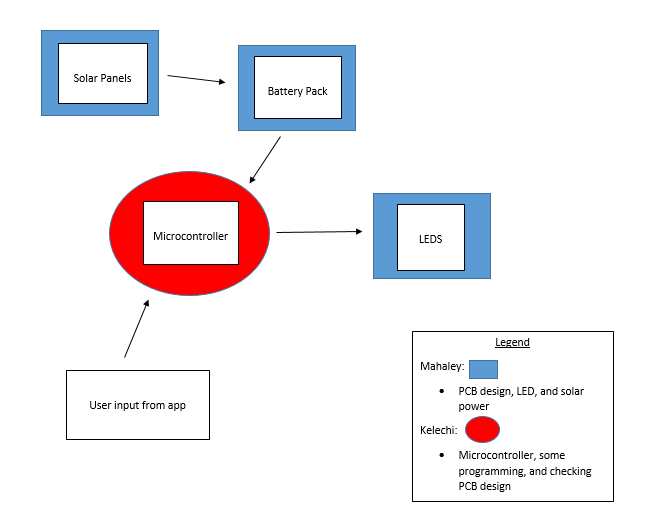 Solar Panels
Battery Pack
Microcontroller
LEDS
User input from app
Legend
Mahaley:
• PCB design, LED, and solar
power
Kelechi:
• Microcontroller, some
programming, and checking
PCB design